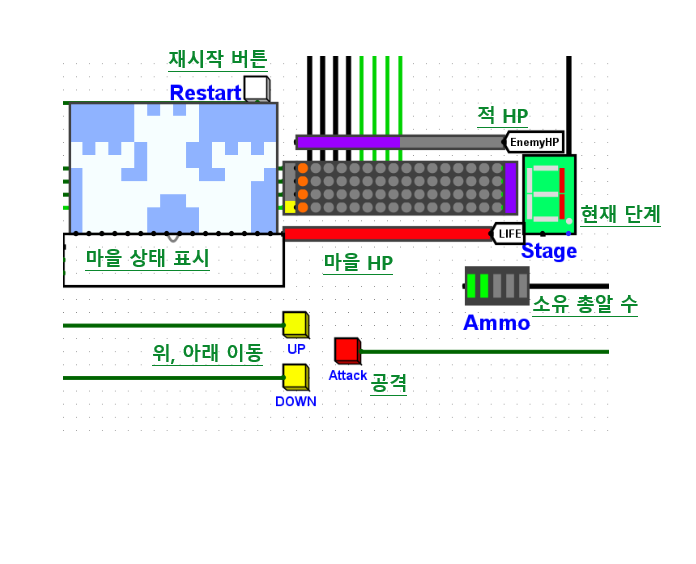 재시작 버튼
Restart
적 HP
EnemyHP
현재 단계
LIFE
Stage
마을 상태 표시
마을 HP
소유 총알 수
Ammo
위, 아래 이동
UP
Attack
공격
DOWN